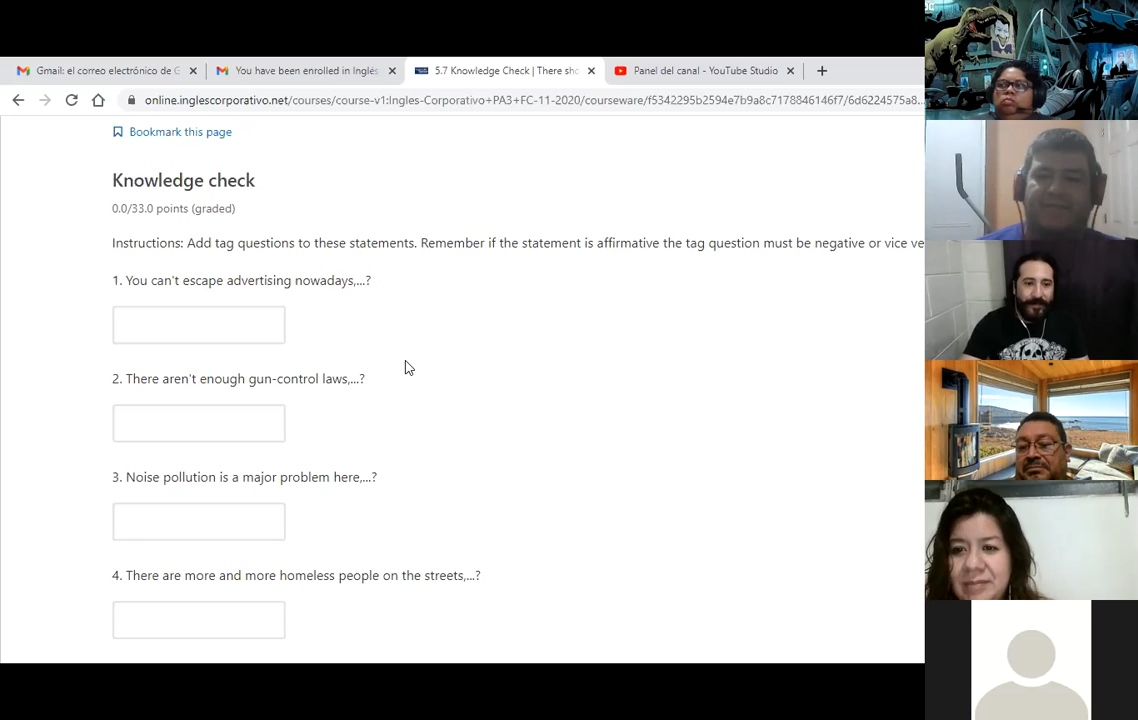 Gmail: el correo electrónico de G
You have been enrolled in Inglés
5.7 Knowledge Check | There sho
Panel del canal - YouTube Studio
online.inglescorporativo.net/courses/course-v1:Ingles-Corporativo+PA3+FC-11-2020/courseware/f5342295b2594e7b9a8c7178846146f7/6d6224575a8...
Bookmark this page
Knowledge check
0.0/33.0 points (graded)
Instructions: Add tag questions to these statements. Remember if the statement is affirmative the tag question must be negative or vice ve
1. You can't escape advertising nowadays,...?
2. There aren't enough gun-control laws,...?
3. Noise pollution is a major problem here,...?
4. There are more and more homeless people on the streets,...?